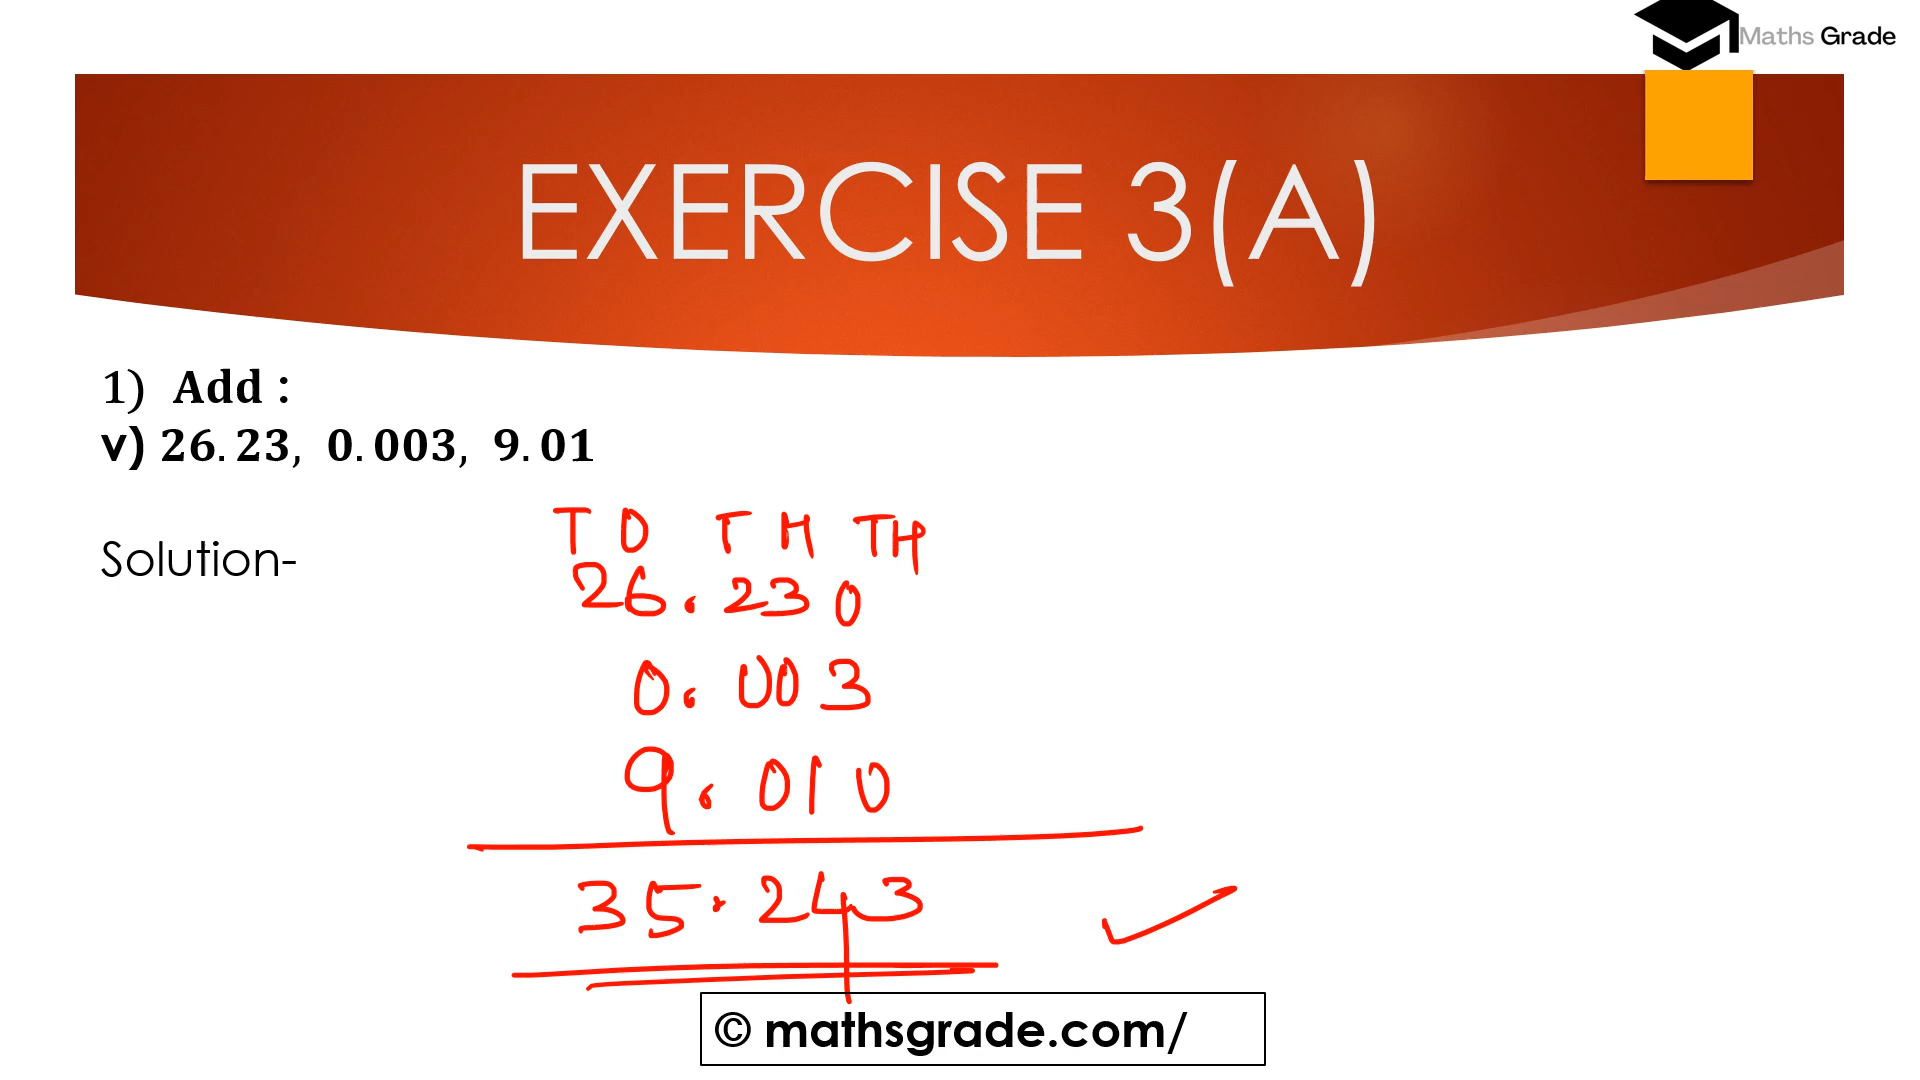 Maths Grade
EXERCISE 3(A)
1) Add :
v) 26.23, 0.003, 9.01
Solution-
T O T H TH
26.230
0.003
9.010
35.243
© mathsgrade.com/